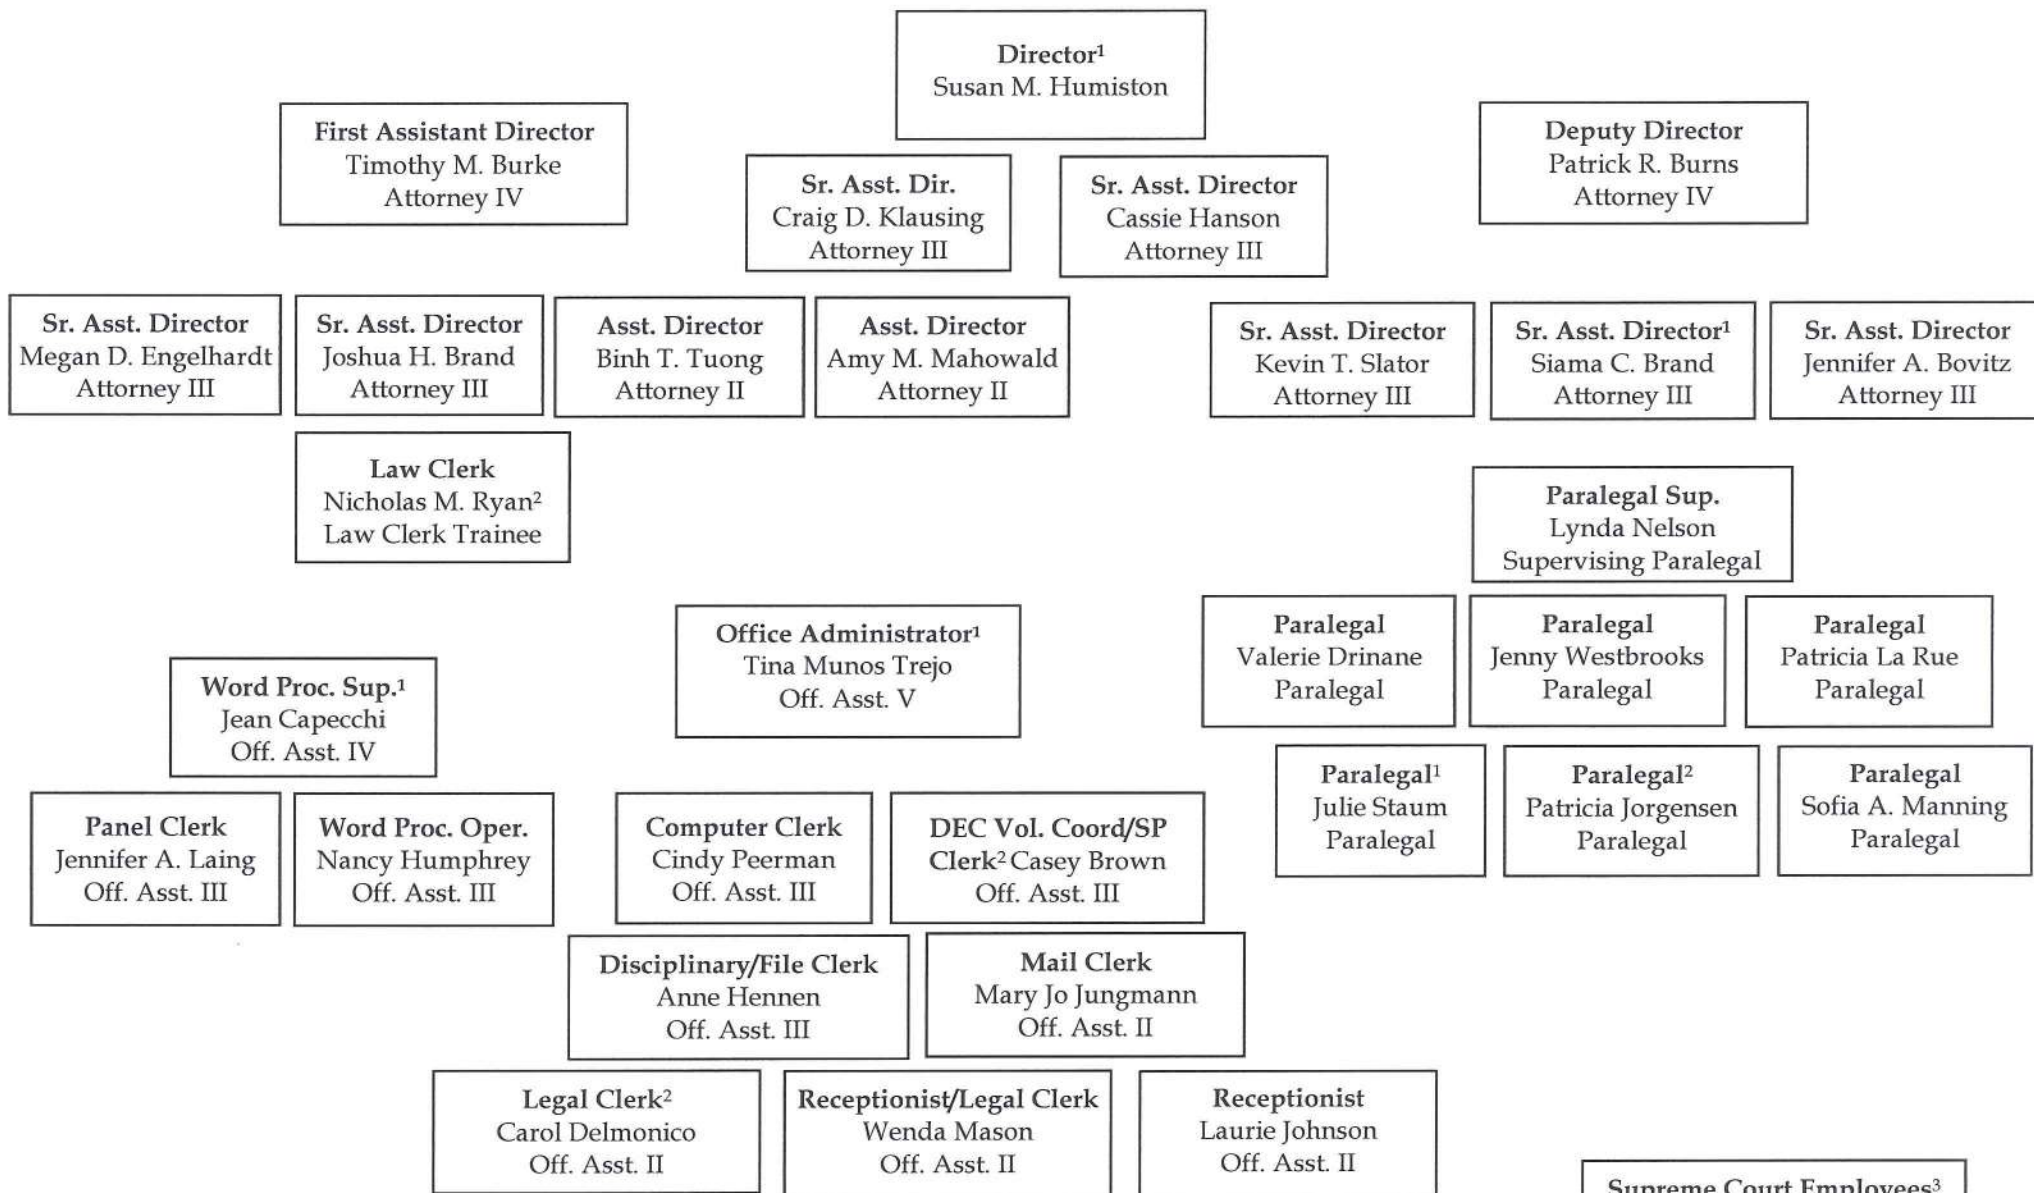 Director¹
Susan M. Humiston
First Assistant Director
Timothy M. Burke
Attorney IV
Deputy Director
Patrick R. Burns
Attorney IV
Sr. Asst. Dir.
Craig D. Klausing
Attorney III
Sr. Asst. Director
Cassie Hanson
Attorney III
Sr. Asst. Director
Megan D. Engelhardt
Attorney III
Sr. Asst. Director
Joshua H. Brand
Attorney III
Asst. Director
Binh T. Tuong
Attorney II
Asst. Director
Amy M. Mahowald
Attorney II
Sr. Asst. Director
Kevin T. Slator
Attorney III
Sr. Asst. Director¹
Siama C. Brand
Attorney III
Sr. Asst. Director
Jennifer A. Bovitz
Attorney III
Law Clerk
Nicholas M. Ryan²
Law Clerk Trainee
Paralegal Sup.
Lynda Nelson
Supervising Paralegal
Office Administrator¹
Tina Munos Trejo
Off. Asst. V
Paralegal
Valerie Drinane
Paralegal
Paralegal
Jenny Westbrooks
Paralegal
Paralegal
Patricia La Rue
Paralegal
Word Proc. Sup.¹
Jean Capecchi
Off. Asst. IV
Paralegal¹
Julie Staum
Paralegal
Paralegal²
Patricia Jorgensen
Paralegal
Paralegal
Sofia A. Manning
Paralegal
Panel Clerk
Jennifer A. Laing
Off. Asst. III
Word Proc. Oper.
Nancy Humphrey
Off. Asst. III
Computer Clerk
Cindy Peerman
Off. Asst. III
DEC Vol. Coord/SP
Clerk² Casey Brown
Off. Asst. III
Disciplinary/File Clerk
Anne Hennen
Off. Asst. III
Mail Clerk
Mary Jo Jungmann
Off. Asst. II
Legal Clerk²
Carol Delmonico
Off. Asst. II
Receptionist/Legal Clerk
Wenda Mason
Off. Asst. II
Receptionist
Laurie Johnson
Off. Asst. II
Supreme Court Employees³